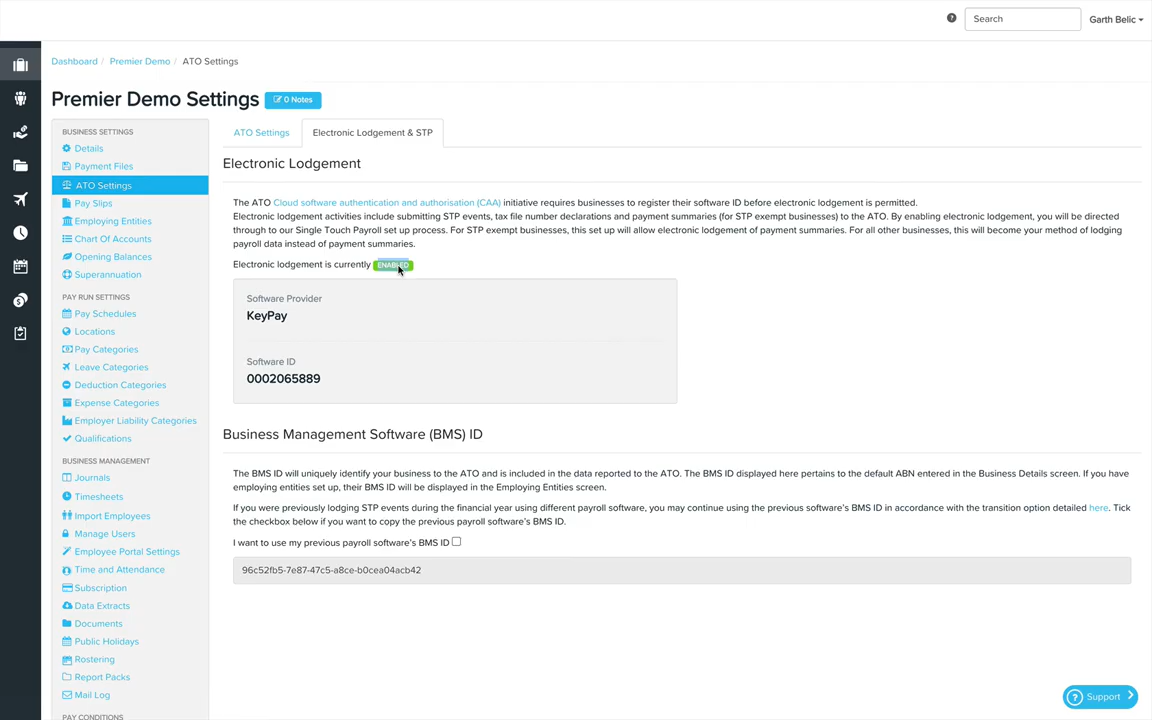 Search
Garth Belic
Dashboard / Premier Demo / ATO Settings
Premier Demo Settings
0 Notes
BUSINESS SETTINGS
Details
Payment Files
ATO Settings
Pay Slips
Employing Entities
Chart Of Accounts
Opening Balances
Superannuation
PAY RUN SETTINGS
Pay Schedules
Locations
Pay Categories
Leave Categories
Deduction Categories
Expense Categories
Employer Liability Categories
Qualifications
BUSINESS MANAGEMENT
Journals
Timesheets
Import Employees
Manage Users
Employee Portal Settings
Time and Attendance
Subscription
Data Extracts
Documents
Public Holidays
Rostering
Report Packs
Mail Log
PAY CONDITIONS
ATO Settings
Electronic Lodgement & STP
Electronic Lodgement
The ATO Cloud software authentication and authorisation (CAA) initiative requires businesses to register their software ID before electronic lodgement is permitted.
Electronic lodgement activities include submitting STP events, tax file number declarations and payment summaries (for STP exempt businesses) to the ATO. By enabling electronic lodgement, you will be directed
through to our Single Touch Payroll set up process. For STP exempt businesses, this set up will allow electronic lodgement of payment summaries. For all other businesses, this will become your method of lodging
payroll data instead of payment summaries.
Electronic lodgement is currently ENABLED
Software Provider
KeyPay
Software ID
0002065889
Business Management Software (BMS) ID
The BMS ID will uniquely identify your business to the ATO and is included in the data reported to the ATO. The BMS ID displayed here pertains to the default ABN entered in the Business Details screen. If you have
employing entities set up, their BMS ID will be displayed in the Employing Entities screen.
If you were previously lodging STP events during the financial year using different payroll software, you may continue using the previous software's BMS ID in accordance with the transition option detailed here. Tick
the checkbox below if you want to copy the previous payroll software's BMS ID.
I want to use my previous payroll software's BMS ID
96c52fb5-7e87-47c5-a8ce-b0cea04acb42
Support